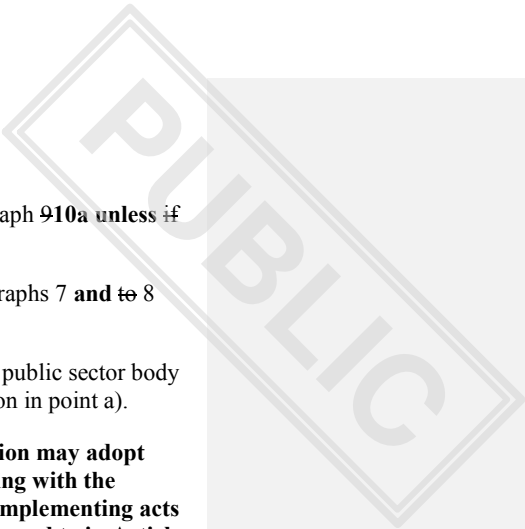 aph 910a unless if
raphs 7 and to 8
public sector body
on in point a).
ion may adopt
ing with the
mplementing acts
PUBLIC